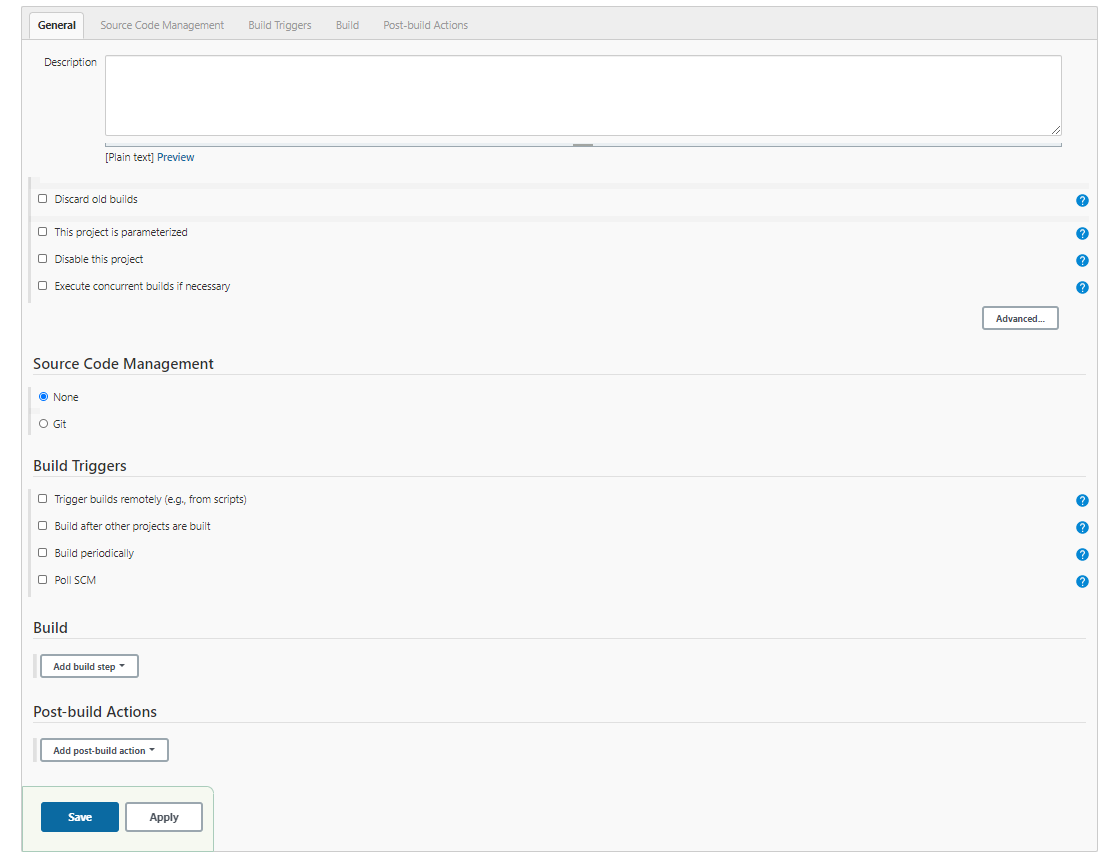 General Source Code Management Build Triggers Build Post-build Actions
Description
[Plain text] Preview
Discard old builds
?
This project is parameterized
?
Disable this project
?
Execute concurrent builds if necessary
?
Advanced...
Source Code Management
None
Git
Build Triggers
Trigger builds remotely (e.g., from scripts)
?
Build after other projects are built
?
Build periodically
?
Poll SCM
?
Build
Add build step
Post-build Actions
Add post-build action
Save Apply